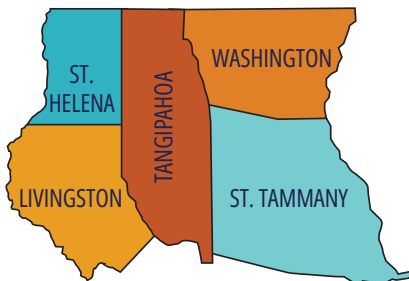 ST.
HELENA
TANGIPAHOA
WASHINGTON
LIVINGSTON
ST. TAMMANY